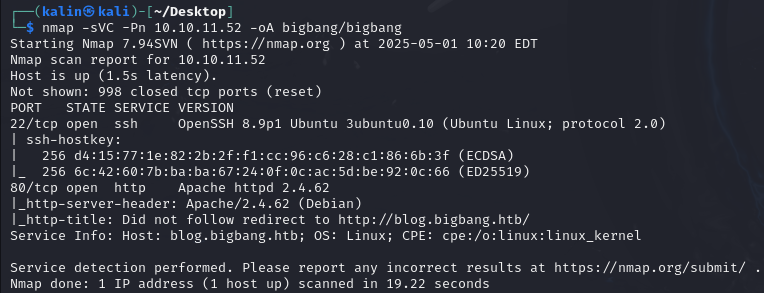 ┌──(kalin㉿kali)-[~/Desktop]
└─$ nmap -sVC -Pn 10.10.11.52 -oA bigbang/bigbang
Starting Nmap 7.94SVN ( https://nmap.org ) at 2025-05-01 10:20 EDT
Nmap scan report for 10.10.11.52
Host is up (1.5s latency).
Not shown: 998 closed tcp ports (reset)
PORT   STATE SERVICE VERSION
22/tcp open  ssh     OpenSSH 8.9p1 Ubuntu 3ubuntu0.10 (Ubuntu Linux; protocol 2.0)
| ssh-hostkey:
|   256 d4:15:77:1e:82:2b:2f:f1:cc:96:c6:28:c1:86:6b:3f (ECDSA)
|_  256 6c:42:60:7b:ba:ba:67:24:0f:0c:ac:5d:be:92:0c:66 (ED25519)
80/tcp open  http    Apache httpd 2.4.62
|_http-server-header: Apache/2.4.62 (Debian)
|_http-title: Did not follow redirect to http://blog.bigbang.htb/
Service Info: Host: blog.bigbang.htb; OS: Linux; CPE: cpe:/o:linux:linux_kernel

Service detection performed. Please report any incorrect results at https://nmap.org/submit/ .
Nmap done: 1 IP address (1 host up) scanned in 19.22 seconds